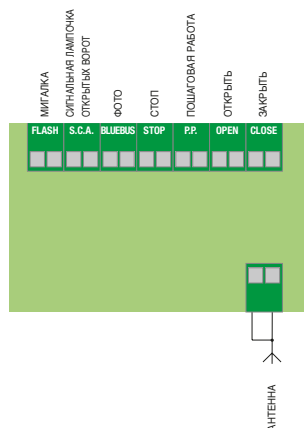 МИГАЛКА
СИГНАЛЬНАЯ ЛАМПОЧКА
ОТКРЫТЫХ ВОРОТ
ФОТО
СТОП
ПОШАГОВАЯ РАБОТА
ОТКРЫТЬ
ЗАКРЫТЬ
FLASH S.C.A. BLUEBUS STOP P.P. OPEN CLOSE
АНТЕННА